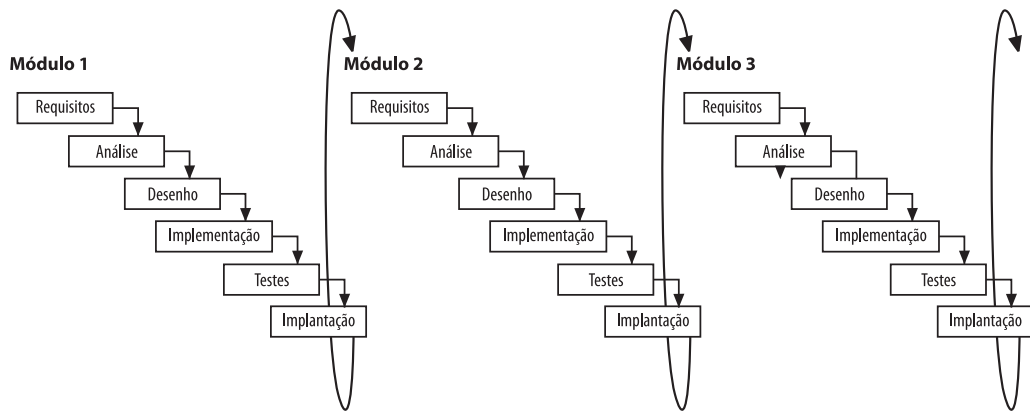 Módulo 1
Requisitos
Análise
Desenho
Implementação
Testes
Implantação
Módulo 2
Requisitos
Análise
Desenho
Implementação
Testes
Implantação
Módulo 3
Requisitos
Análise
Desenho
Implementação
Testes
Implantação